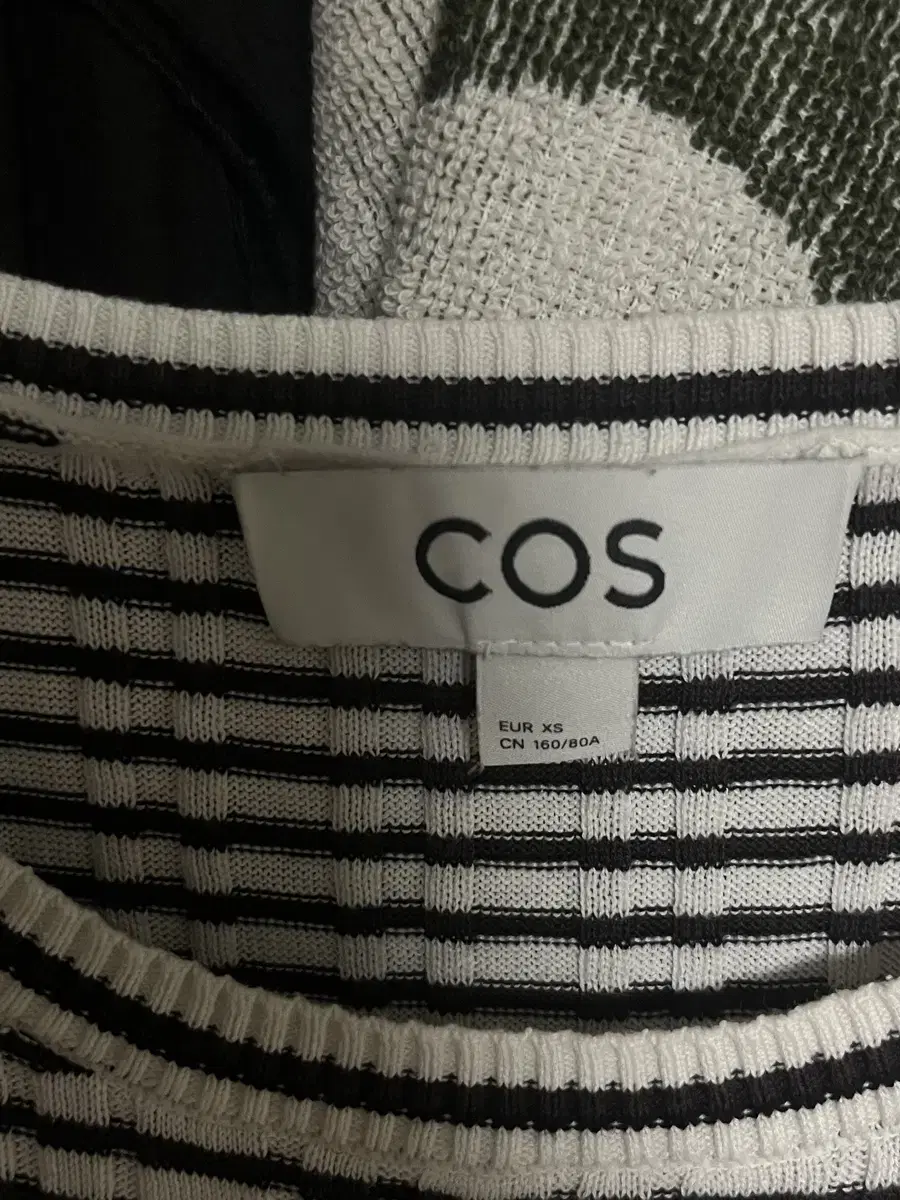 COS
EUR XS
CN 160/80A